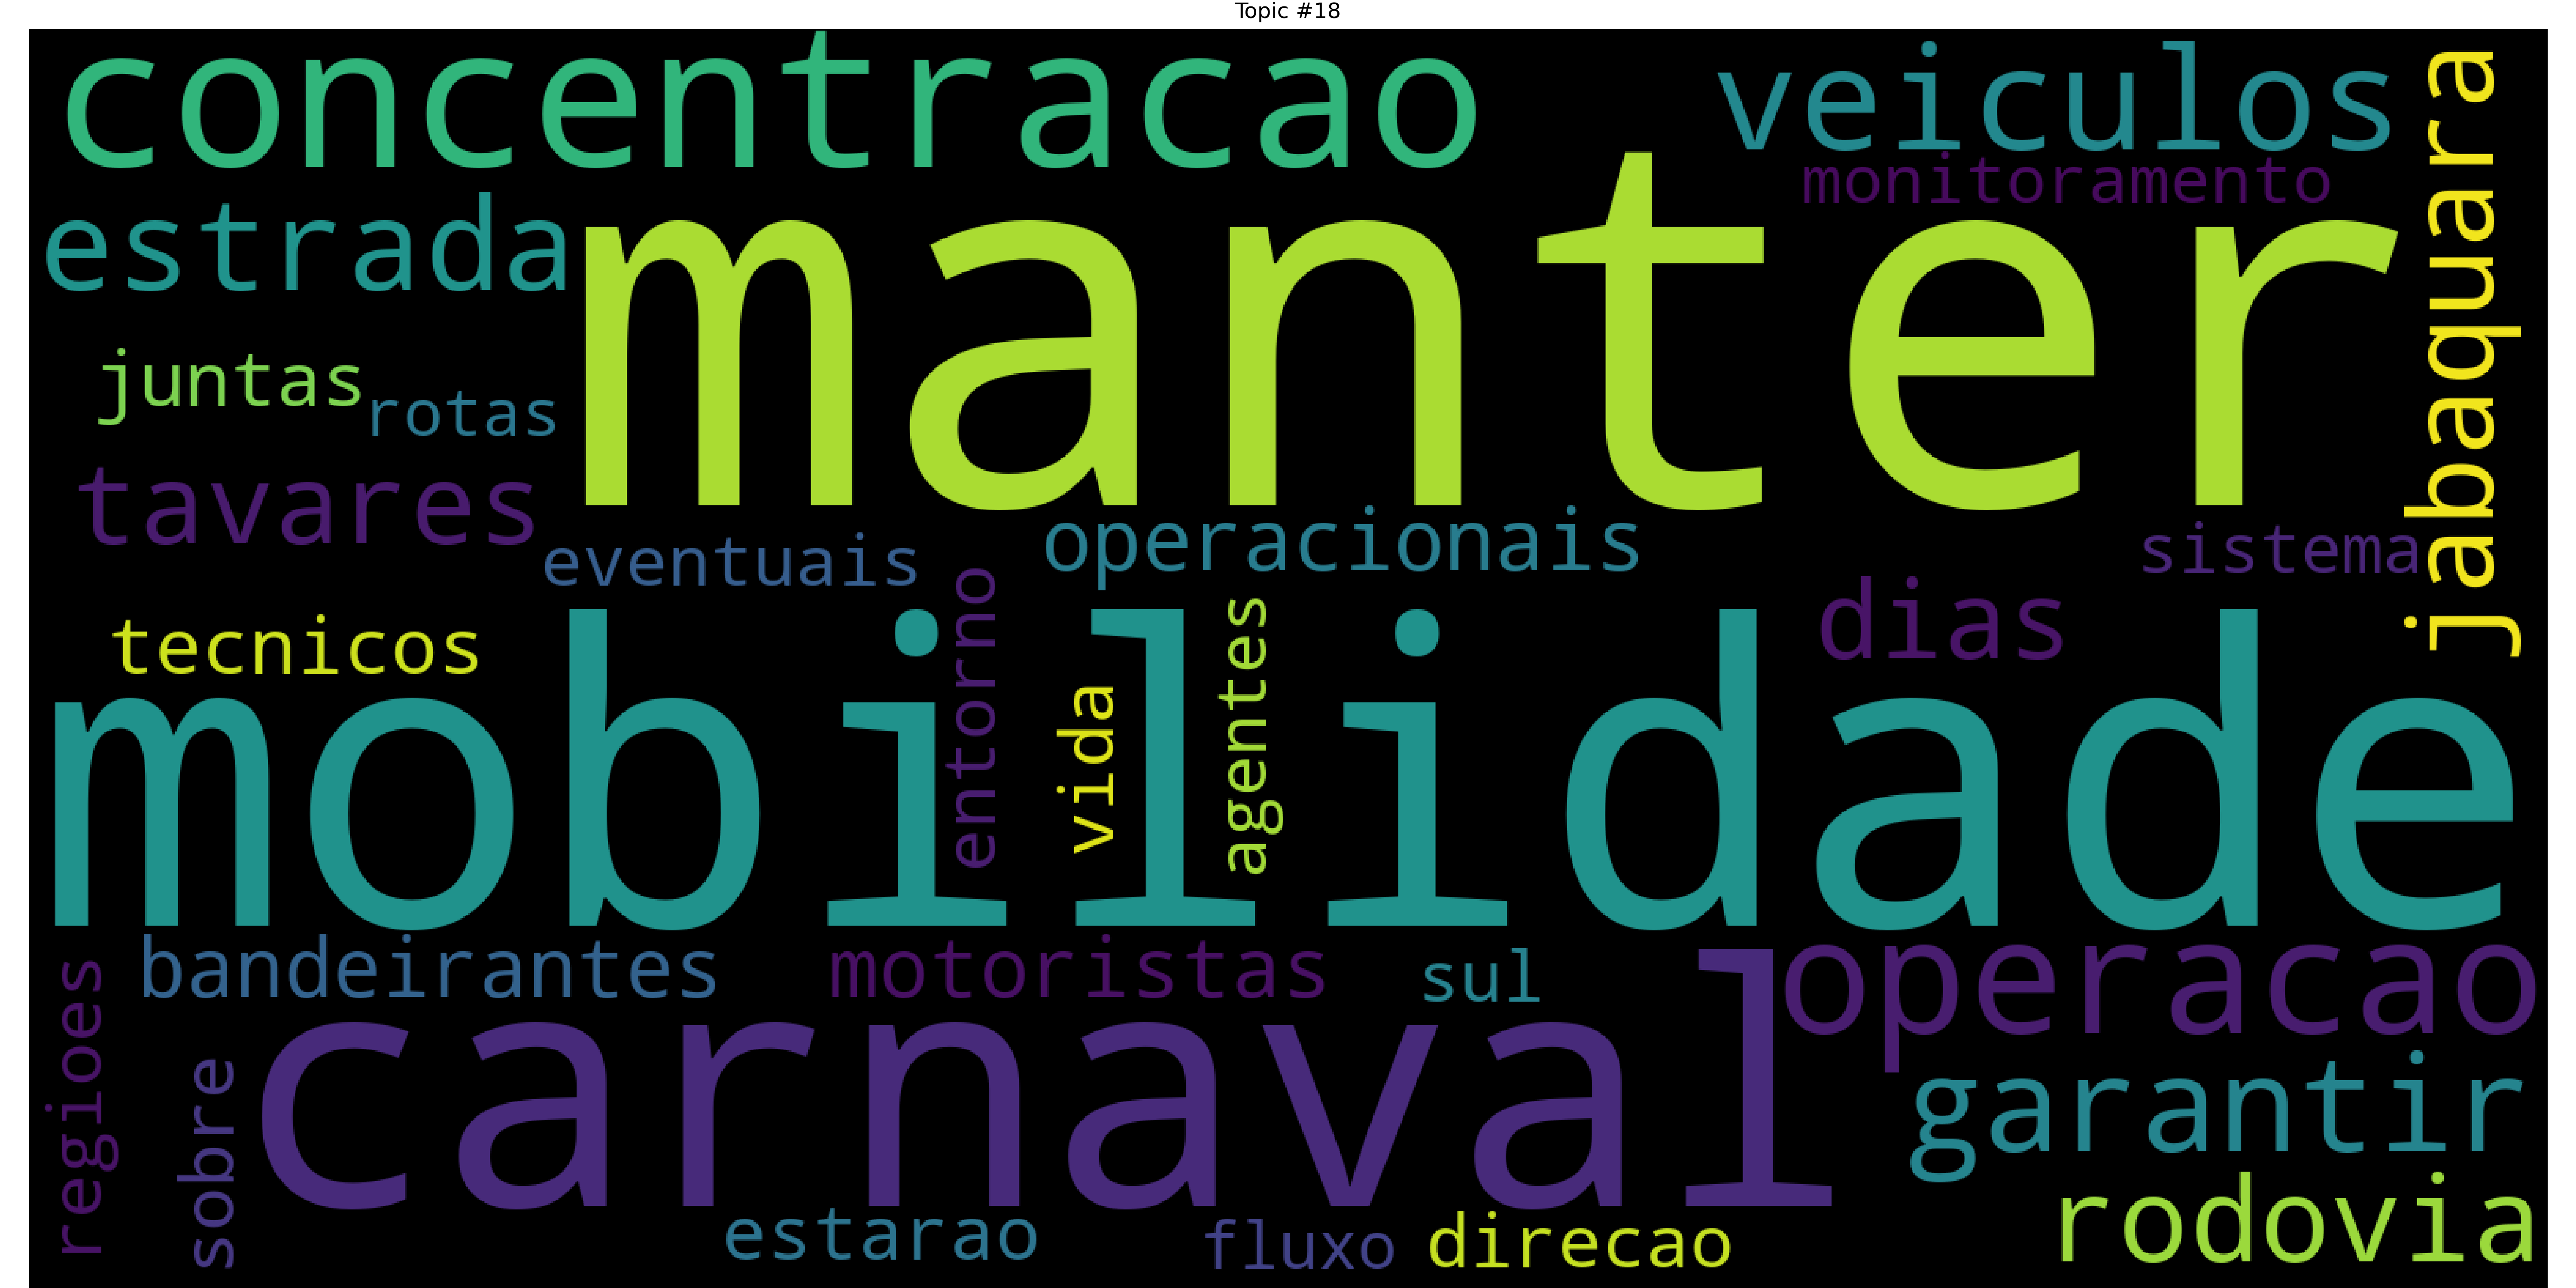 Topic #18
concentracao
veiculos
monitoramento
jabaquara
estrada
manter
juntas
rotas
tavares
eventuais
operacionais
sistema
tecnicos
entorno
vida
agentes
dias
mobilidade
bandeirantes
motoristas
sul
operacao
regioes
sobre
carnaval
garantir
estarao
fluxo
direcao
rodovia